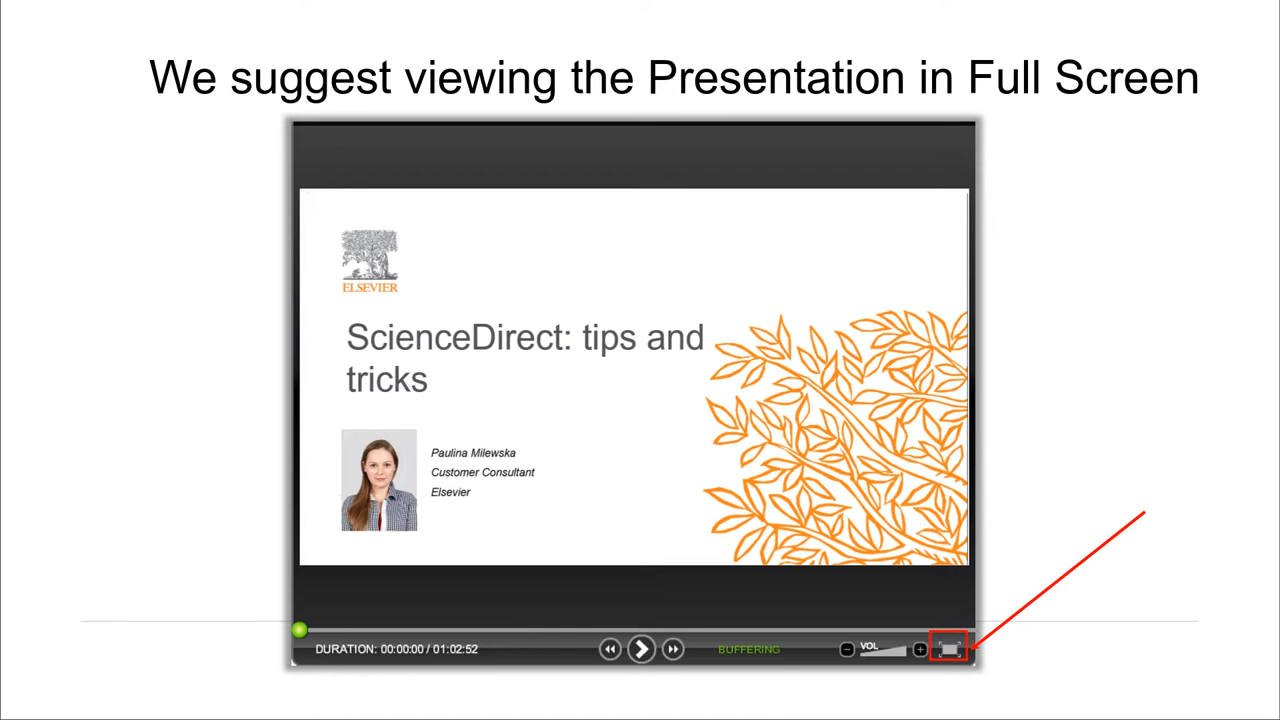 We suggest viewing the Presentation in Full Screen
ELSEVIER
ScienceDirect: tips and
tricks
Paulina Milewska
Customer Consultant
Elsevier
DURATION: 00:00:00 / 01:02:52
BUFFERING
VOL